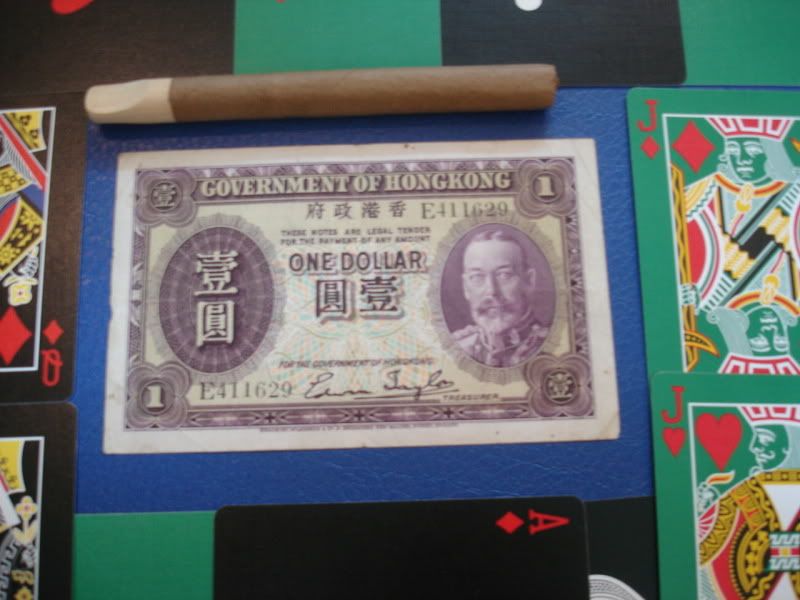 壹
GOVERNMENT OF HONGKONG
1
府政港香
E411629
THESE NOTES ARE LEGAL TENDER
FOR THE PAYMENT OF ANY AMOUNT
ONE DOLLAR
圓壹
壹圓
FOR THE GOVERNMENT OF HONGKONG
E411629
TREASURER
1
壹
J
J
Q
A